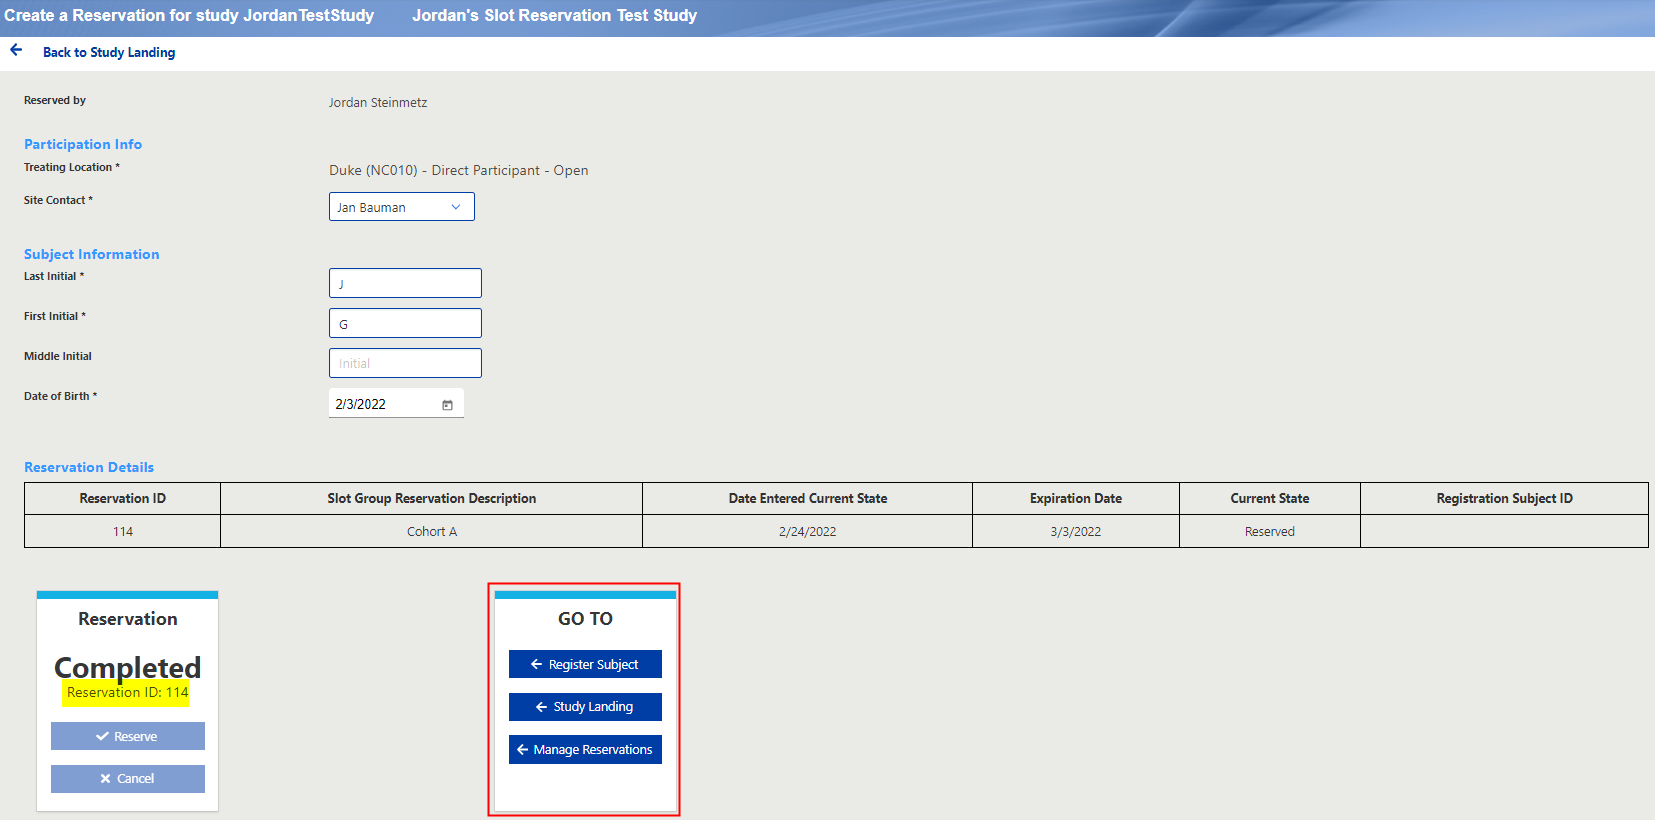 Create a Reservation for study JordanTestStudy Jordan's Slot Reservation Test Study
Back to Study Landing
Reserved by Jordan Steinmetz
Participation Info
Treating Location * Duke (NC010) - Direct Participant - Open
Site Contact * Jan Bauman
Subject Information
Last Initial * J
First Initial * G
Middle Initial Initial
Date of Birth * 2/3/2022
Reservation Details
Reservation ID Slot Group Reservation Description Date Entered Current State Expiration Date Current State Registration Subject ID
114 Cohort A 2/24/2022 3/3/2022 Reserved
Reservation
Completed
Reservation ID: 114
Reserve
Cancel
GO TO
Register Subject
Study Landing
Manage Reservations